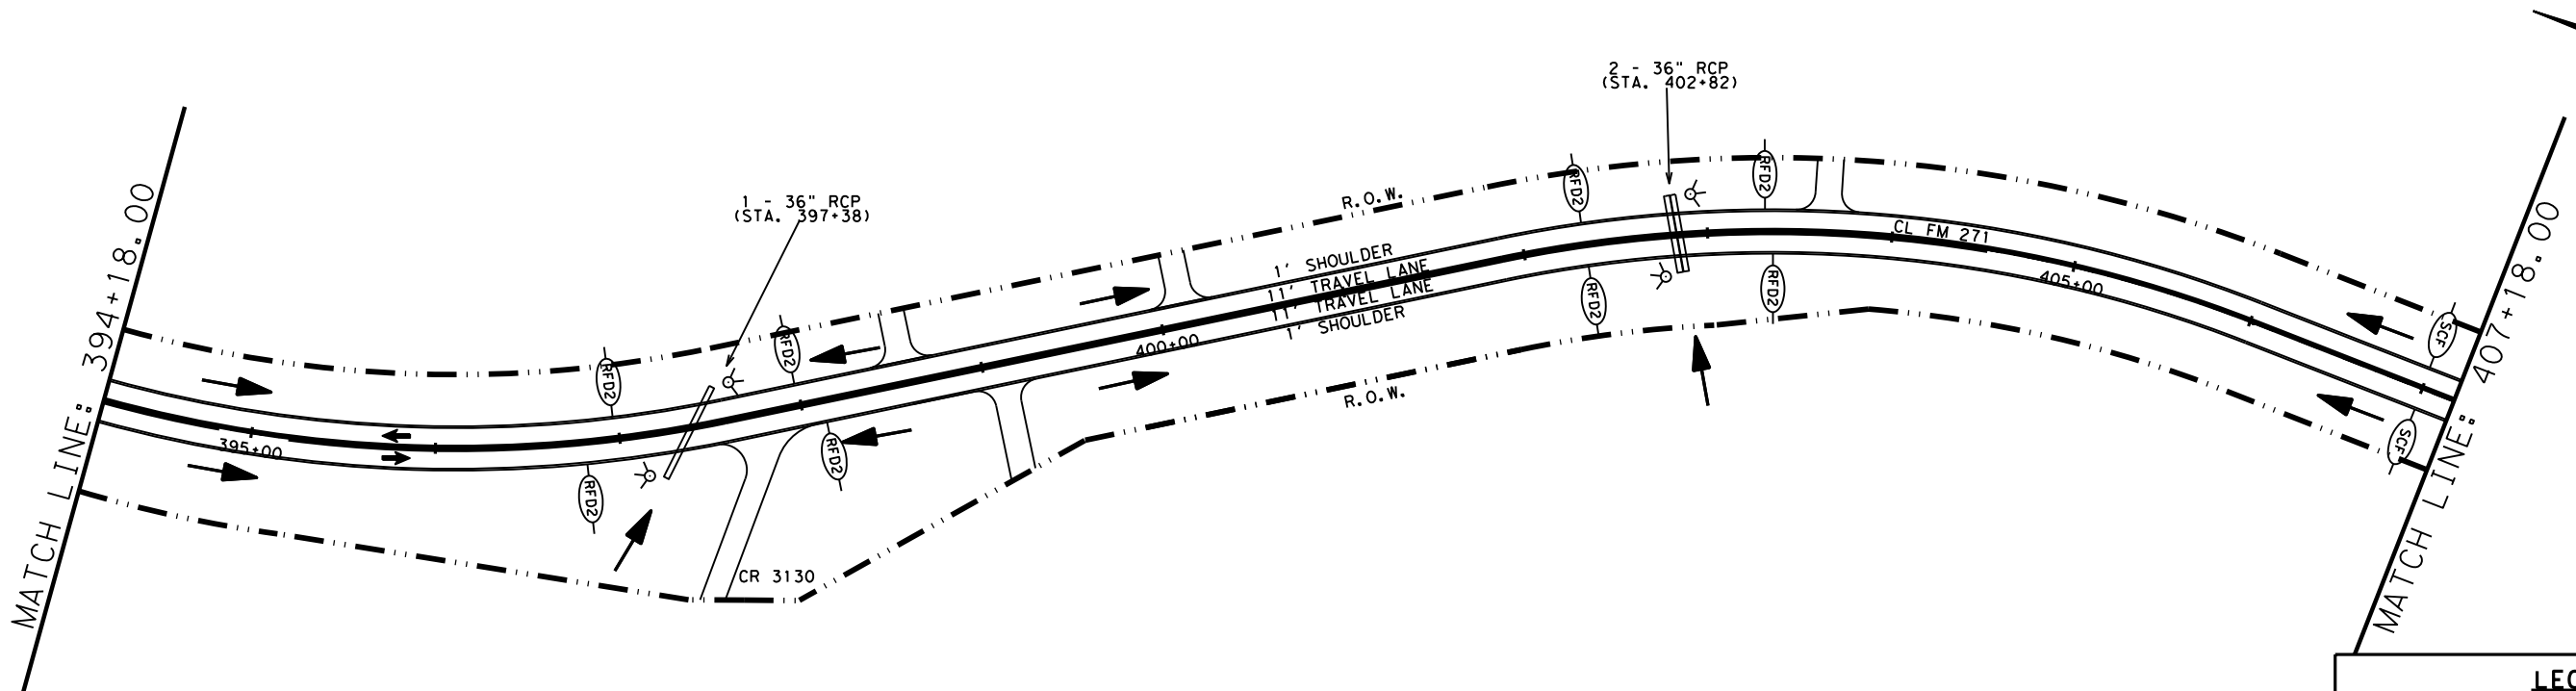 2 - 36" RCP
(STA. 402+82)
1 - 36" RCP
(STA. 397+38)
MATCH LINE: 394+18.00
MATCH LINE: 407+18.00
R.O.W.
RFD2
RFD2
RFD2
RFD2
1' SHOULDER
11' TRAVEL LANE
11' TRAVEL LANE
1' SHOULDER
CL FM 271
395+00
400+00
405+00
RFD2
RFD2
RFD2
RFD2
SCF
SCF
R.O.W.
CR 3130